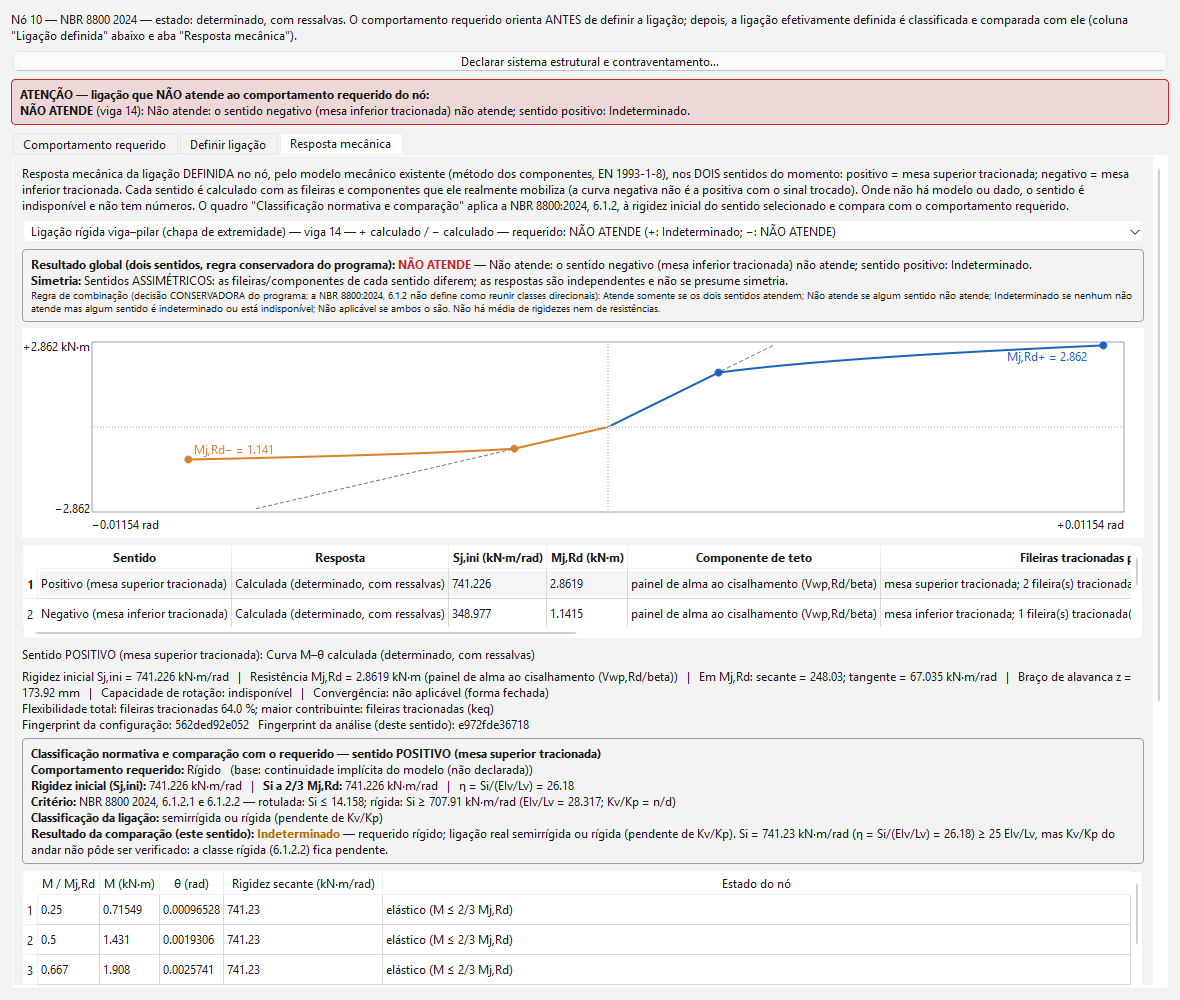 Nó 10 — NBR 8800 2024 — estado: determinado, com ressalvas. O comportamento requerido orienta ANTES de definir a ligação; depois, a ligação efetivamente definida é classificada e comparada com ele (coluna
"Ligação definida" abaixo e aba "Resposta mecânica").
Declarar sistema estrutural e contraventamento...
ATENÇÃO — ligação que NÃO atende ao comportamento requerido do nó:
NÃO ATENDE (viga 14): Não atende: o sentido negativo (mesa inferior tracionada) não atende; sentido positivo: Indeterminado.
Comportamento requerido
Definir ligação
Resposta mecânica
Resposta mecânica da ligação DEFINIDA no nó, pelo modelo mecânico existente (método dos componentes, EN 1993-1-8), nos DOIS sentidos do momento: positivo = mesa superior tracionada; negativo = mesa
inferior tracionada. Cada sentido é calculado com as fileiras e componentes que ele realmente mobiliza (a curva negativa não é a positiva com o sinal trocado). Onde não há modelo ou dado, o sentido é
indisponível e não tem números. O quadro "Classificação normativa e comparação" aplica a NBR 8800:2024, 6.1.2, à rigidez inicial do sentido selecionado e compara com o comportamento requerido.
Ligação rígida viga–pilar (chapa de extremidade) — viga 14 — + calculado / − calculado — requerido: NÃO ATENDE (+: Indeterminado; −: NÃO ATENDE)
Resultado global (dois sentidos, regra conservadora do programa): NÃO ATENDE — Não atende: o sentido negativo (mesa inferior tracionada) não atende; sentido positivo: Indeterminado.
Simetria: Sentidos ASSIMÉTRICOS: as fileiras/componentes de cada sentido diferem; as respostas são independentes e não se presume simetria.
Regra de combinação (decisão CONSERVADORA do programa; a NBR 8800:2024, 6.1.2 não define como reunir classes direcionais): Atende somente se os dois sentidos atendem; Não atende se algum sentido não atende; Indeterminado se nenhum não
atende mas algum sentido é indeterminado ou está indisponível; Não aplicável se ambos o são. Não há média de rigidezes nem de resistências.
+2.862 kN·m
Mj,Rd+ = 2.862
Mj,Rd− = 1.141
−2.862
−0.01154 rad
+0.01154 rad
Sentido Resposta Sj,ini (kN·m/rad) Mj,Rd (kN·m) Componente de teto Fileiras tracionadas p
1 Positivo (mesa superior tracionada) Calculada (determinado, com ressalvas) 741.226 2.8619 painel de alma ao cisalhamento (Vwp,Rd/beta) mesa superior tracionada; 2 fileira(s) tracionada
2 Negativo (mesa inferior tracionada) Calculada (determinado, com ressalvas) 348.977 1.1415 painel de alma ao cisalhamento (Vwp,Rd/beta) mesa inferior tracionada; 1 fileira(s) tracionada(
Sentido POSITIVO (mesa superior tracionada): Curva M–θ calculada (determinado, com ressalvas)
Rigidez inicial Sj,ini = 741.226 kN·m/rad | Resistência Mj,Rd = 2.8619 kN·m (painel de alma ao cisalhamento (Vwp,Rd/beta)) | Em Mj,Rd: secante = 248.03; tangente = 67.035 kN·m/rad | Braço de alavanca z =
173.92 mm | Capacidade de rotação: indisponível | Convergência: não aplicável (forma fechada)
Flexibilidade total: fileiras tracionadas 64.0 %; maior contribuinte: fileiras tracionadas (keq)
Fingerprint da configuração: 562ded92e052 Fingerprint da análise (deste sentido): e972fde36718
Classificação normativa e comparação com o requerido — sentido POSITIVO (mesa superior tracionada)
Comportamento requerido: Rígido (base: continuidade implícita do modelo (não declarada))
Rigidez inicial (Sj,ini): 741.226 kN·m/rad | Si a 2/3 Mj,Rd: 741.226 kN·m/rad | η = Si/(EIv/Lv) = 26.18
Critério: NBR 8800 2024, 6.1.2.1 e 6.1.2.2 — rotulada: Si ≤ 14.158; rígida: Si ≥ 707.91 kN·m/rad (EIv/Lv = 28.317; Kv/Kp = n/d)
Classificação da ligação: semirrígida ou rígida (pendente de Kv/Kp)
Resultado da comparação (este sentido): Indeterminado — requerido rígido; ligação real semirrígida ou rígida (pendente de Kv/Kp). Si = 741.23 kN·m/rad (η = Si/(EIv/Lv) = 26.18) ≥ 25 EIv/Lv, mas Kv/Kp do
andar não pôde ser verificado: a classe rígida (6.1.2.2) fica pendente.
M / Mj,Rd M (kN·m) θ (rad) Rigidez secante (kN·m/rad) Estado do nó
1 0.25 0.71549 0.00096528 741.23 elástico (M ≤ 2/3 Mj,Rd)
2 0.5 1.431 0.0019306 741.23 elástico (M ≤ 2/3 Mj,Rd)
3 0.667 1.908 0.0025741 741.23 elástico (M ≤ 2/3 Mj,Rd)